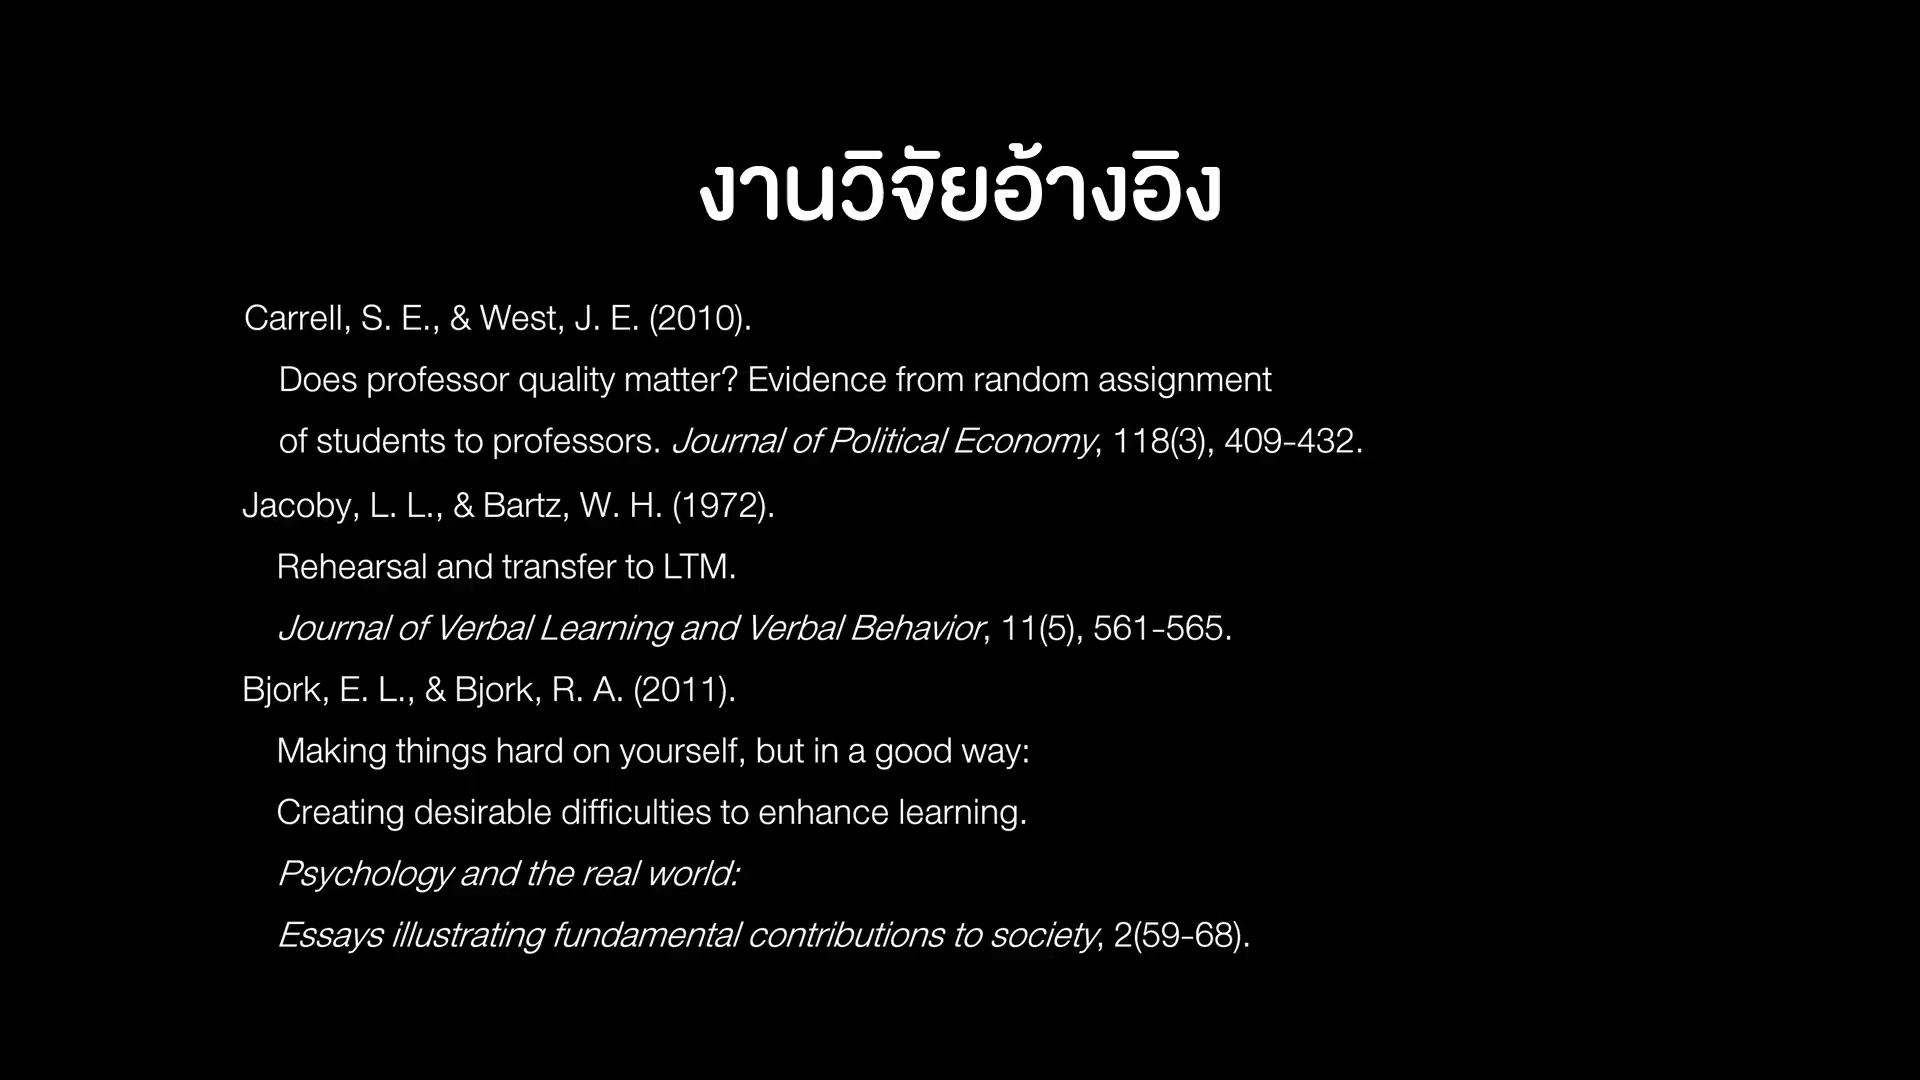 งานวิจัยอ้างอิง
Carrell, S. E., & West, J. E. (2010).
Does professor quality matter? Evidence from random assignment
of students to professors. Journal of Political Economy, 118(3), 409-432.
Jacoby, L. L., & Bartz, W. H. (1972).
Rehearsal and transfer to LTM.
Journal of Verbal Learning and Verbal Behavior, 11(5), 561-565.
Bjork, E. L., & Bjork, R. A. (2011).
Making things hard on yourself, but in a good way:
Creating desirable difficulties to enhance learning.
Psychology and the real world:
Essays illustrating fundamental contributions to society, 2(59-68).